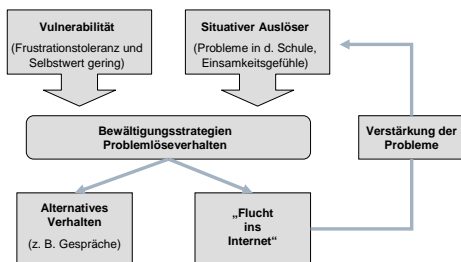 Vulnerabilität
(Frustrationstoleranz und
Selbstwert gering)
Situativer Auslöser
(Probleme in d. Schule,
Einsamkeitsgefühle)
Bewältigungsstrategien
Problemlöseverhalten
Verstärkung der
Probleme
Alternatives
Verhalten
(z. B. Gespräche)
„Flucht
ins
Internet“